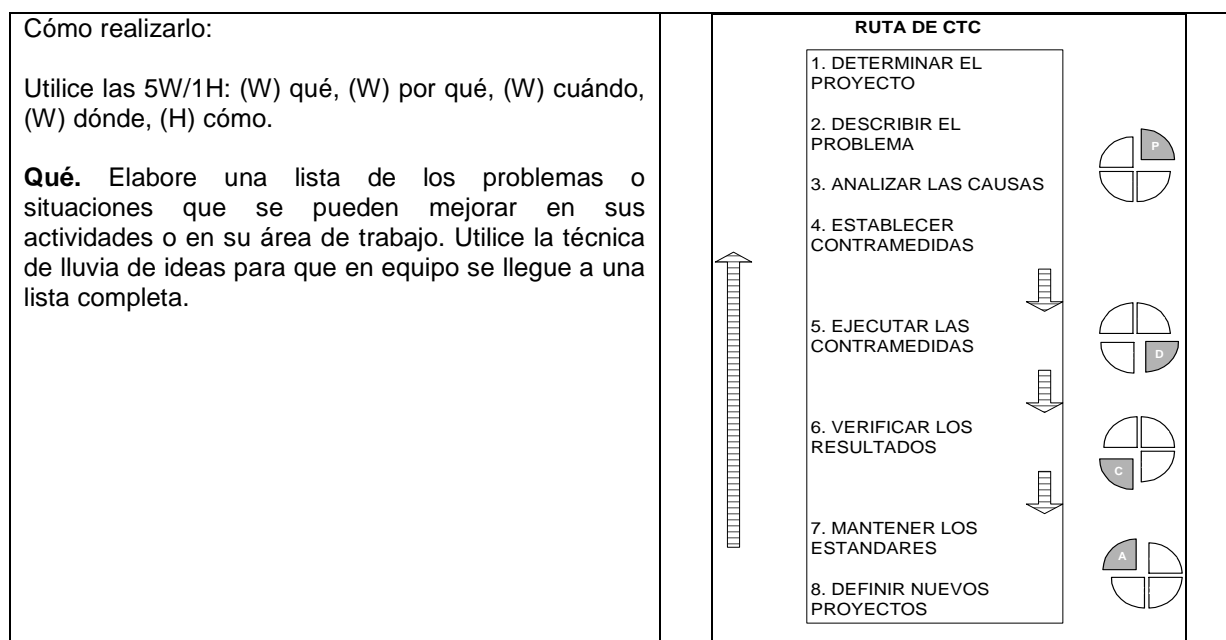 Cómo realizarlo:
Utilice las 5W/1H: (W) qué, (W) por qué, (W) cuándo,
(W) dónde, (H) cómo.
Qué. Elabore una lista de los problemas o
situaciones que se pueden mejorar en sus
actividades o en su área de trabajo. Utilice la técnica
de lluvia de ideas para que en equipo se llegue a una
lista completa.
RUTA DE CTC
1. DETERMINAR EL
PROYECTO
2. DESCRIBIR EL
PROBLEMA
P
3. ANALIZAR LAS CAUSAS
4. ESTABLECER
CONTRAMEDIDAS
5. EJECUTAR LAS
CONTRAMEDIDAS
D
6. VERIFICAR LOS
RESULTADOS
C
7. MANTENER LOS
ESTANDARES
A
8. DEFINIR NUEVOS
PROYECTOS